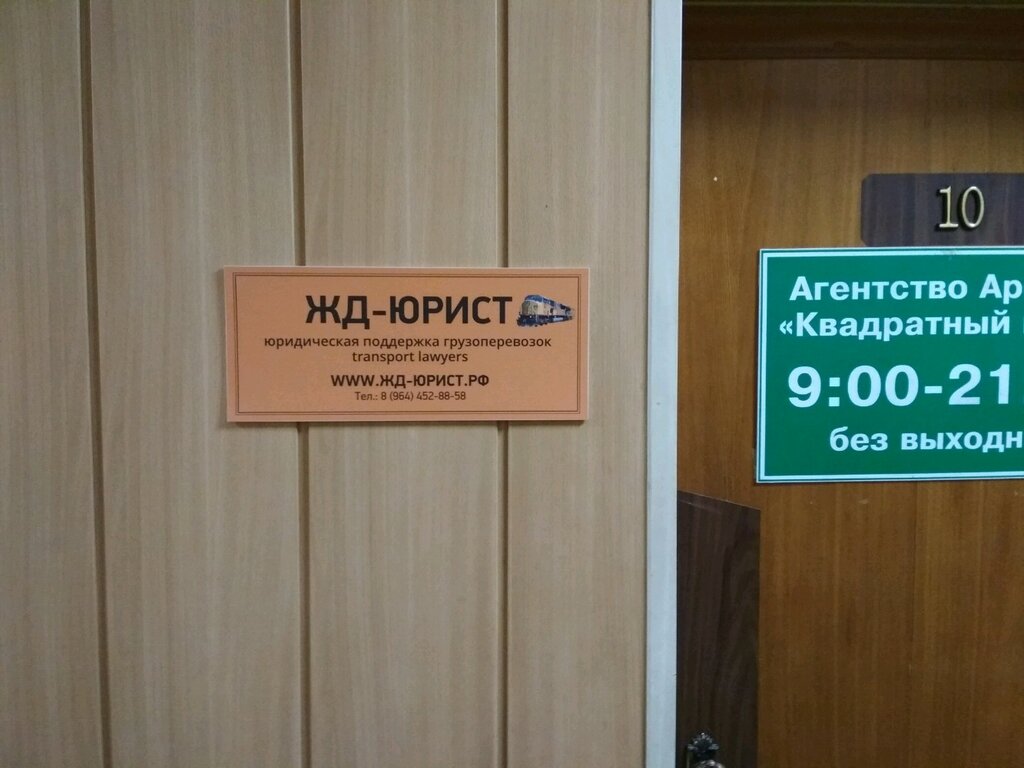 ЖД-ЮРИСТ
юридическая поддержка грузоперевозок
transport lawyers
WWW.ЖД-ЮРИСТ.РФ
Тел.: 8 (964) 452-88-58
10
Агентство Ар
«Квадратный
9:00-21
без выходн